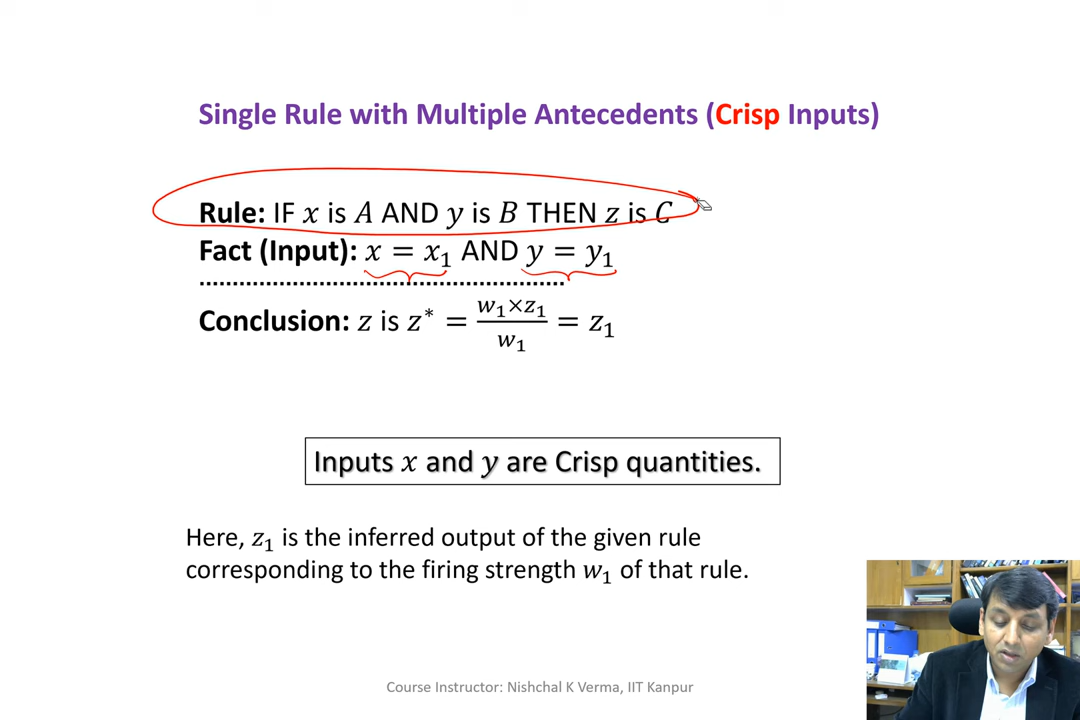 Single Rule with Multiple Antecedents (Crisp Inputs)
Rule: IF x is A AND y is B THEN z is C
Fact (Input): x = x₁ AND y = y₁
Conclusion: z is z* = w₁×z₁/w₁ = z₁
Inputs x and y are Crisp quantities.
Here, z₁ is the inferred output of the given rule
corresponding to the firing strength w₁ of that rule.
Course Instructor: Nishchal K Verma, IIT Kanpur